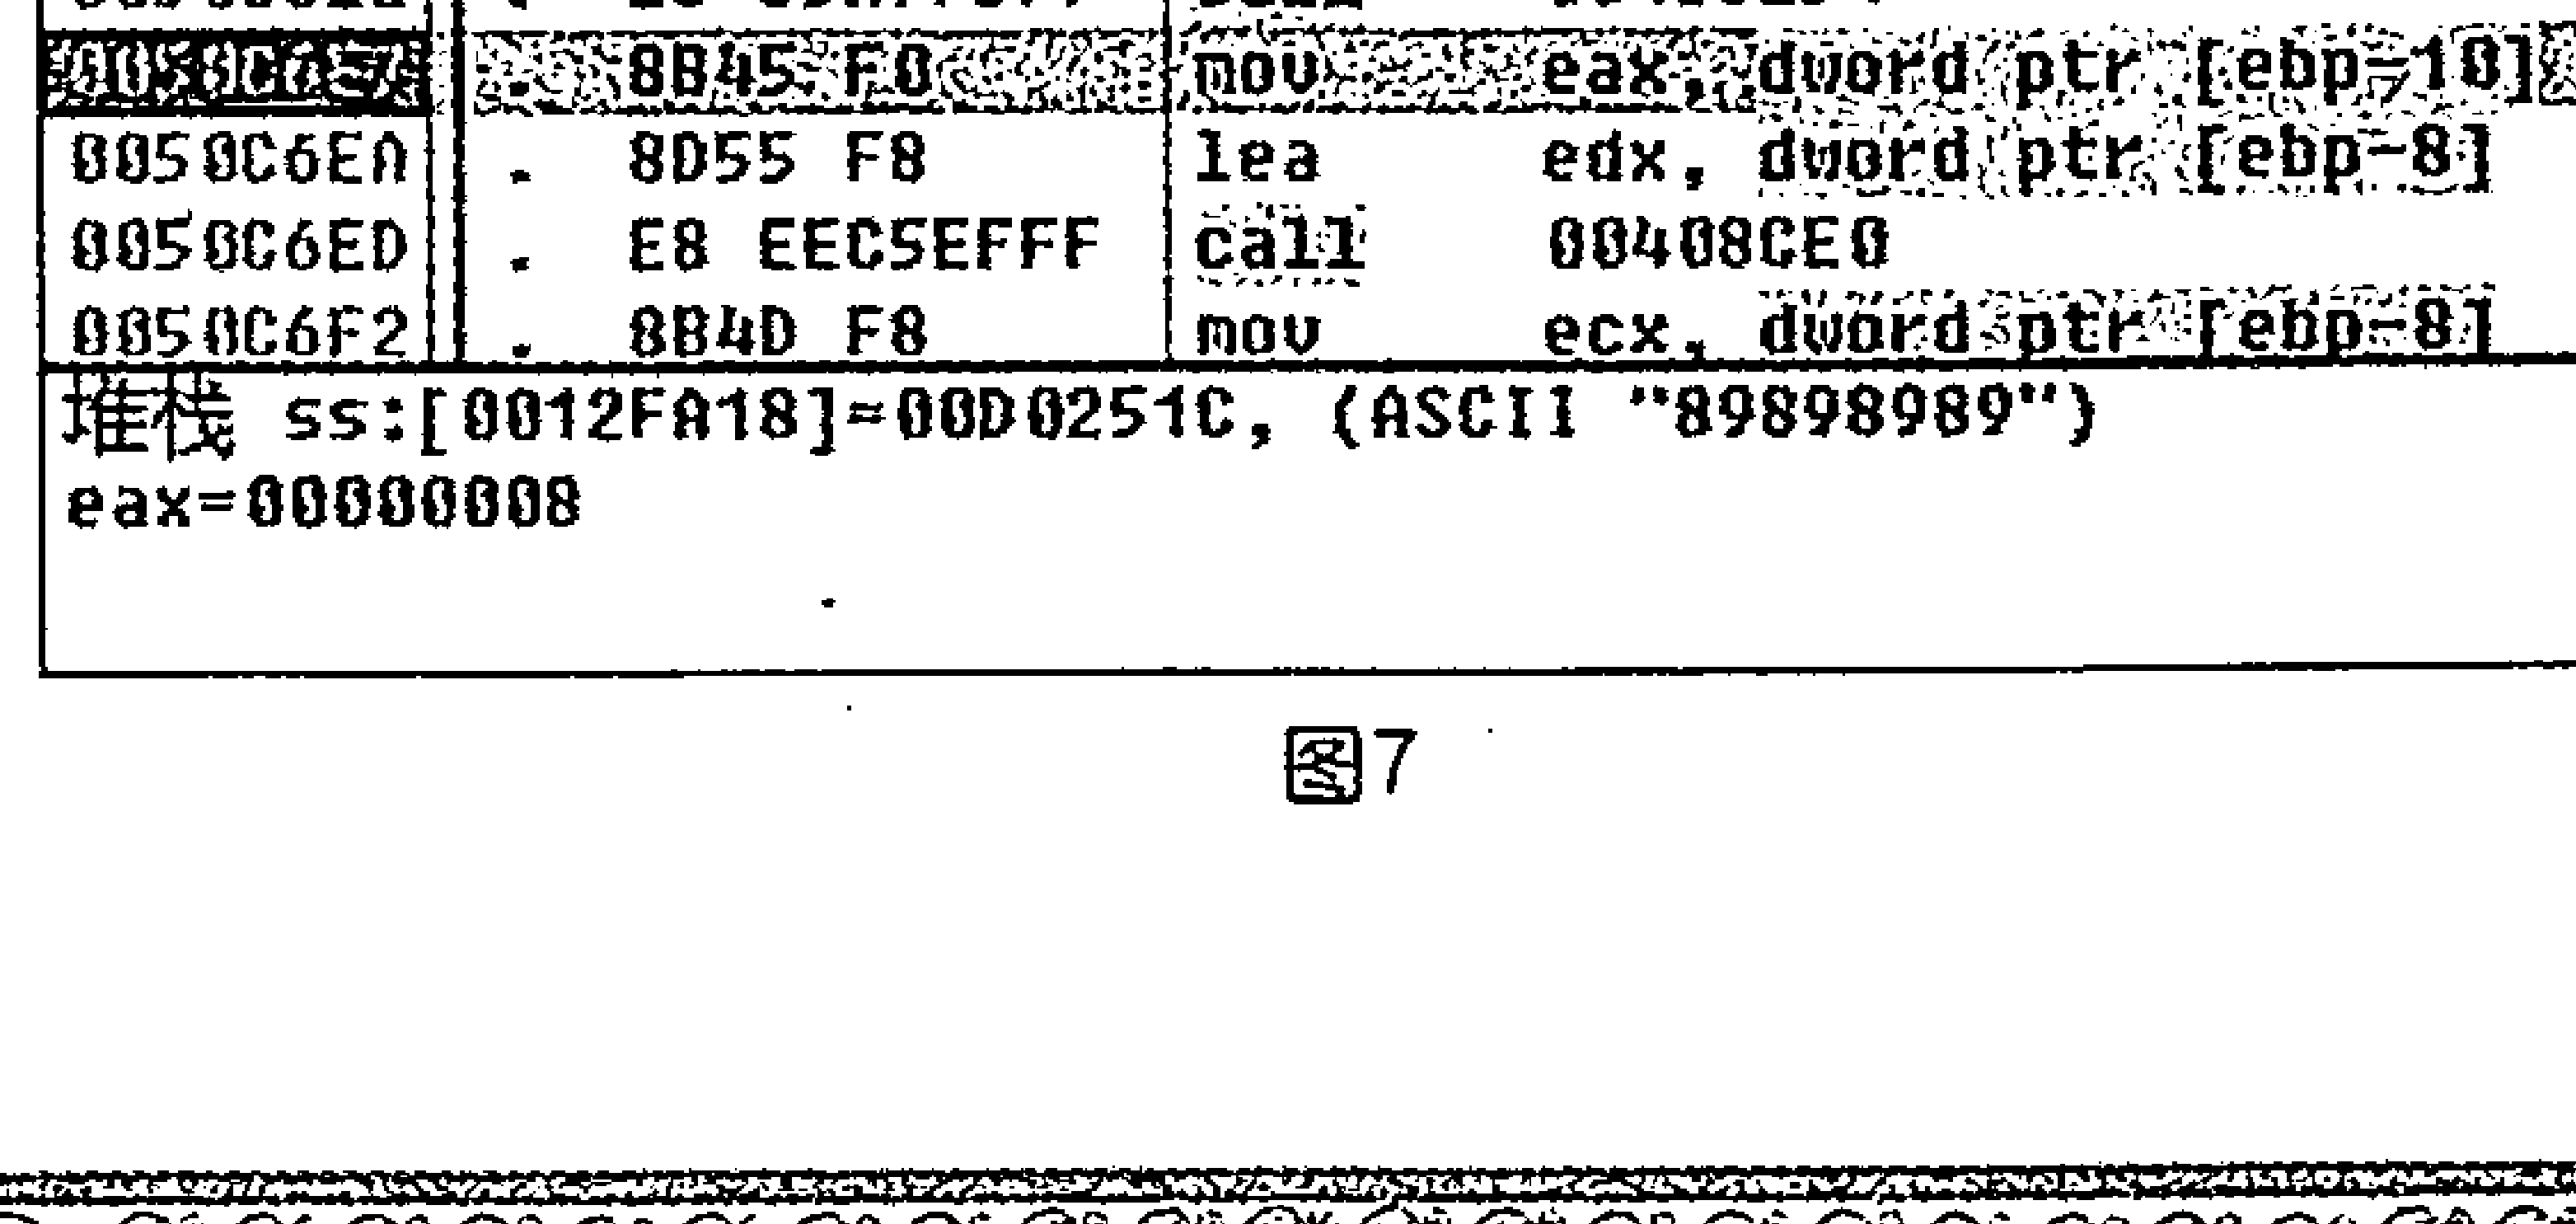 8B45 F0 mov eax, dword ptr [ebp-10]
0050C6EA . 8D55 F8 lea edx, dword ptr [ebp-8]
0050C6ED . E8 EEC5EFFF call 00408CE0
0050C6F2 . 8B4D F8 mov ecx, dword ptr [ebp-8]
堆栈 ss:[0012FA18]=00D0251C, (ASCII "89898989")
eax=00000008
图7